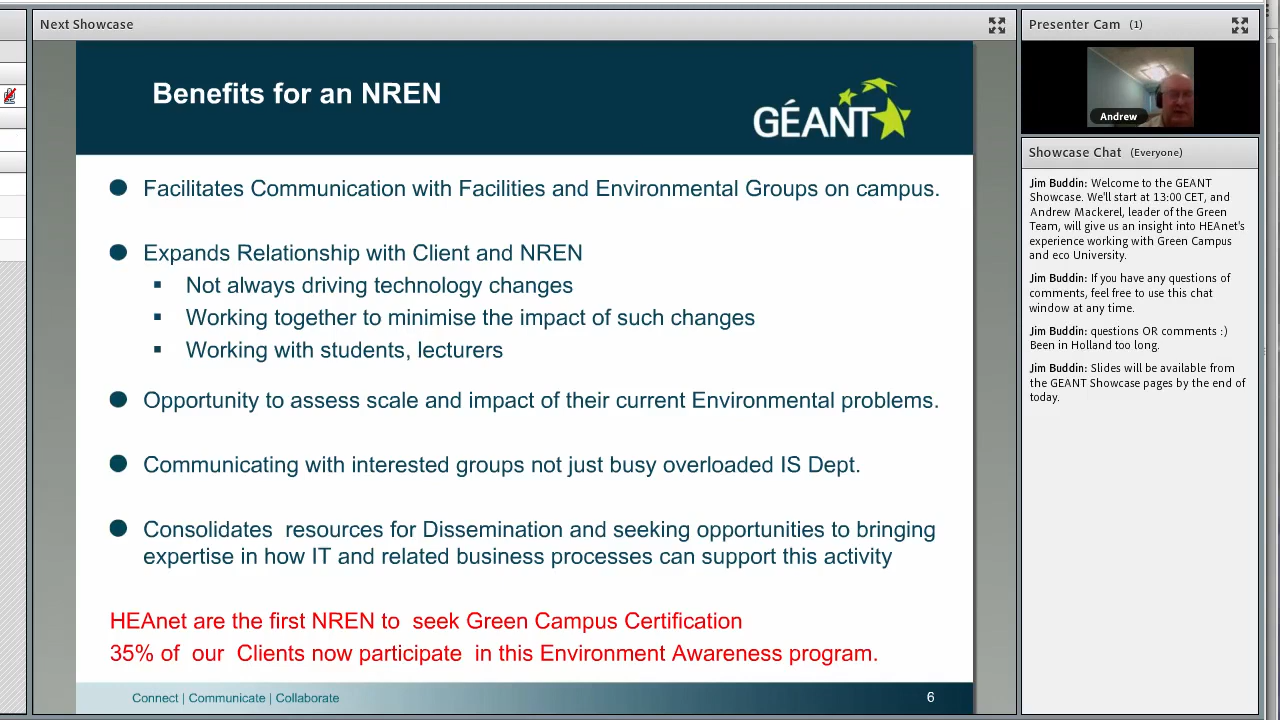 Next Showcase
Benefits for an NREN
GÉANT
Facilitates Communication with Facilities and Environmental Groups on campus.
Expands Relationship with Client and NREN
Not always driving technology changes
Working together to minimise the impact of such changes
Working with students, lecturers
Opportunity to assess scale and impact of their current Environmental problems.
Communicating with interested groups not just busy overloaded IS Dept.
Consolidates  resources for Dissemination and seeking opportunities to bringing
expertise in how IT and related business processes can support this activity
HEAnet are the first NREN to  seek Green Campus Certification
35% of  our  Clients now participate  in this Environment Awareness program.
Connect | Communicate | Collaborate
6
Presenter Cam (1)
Andrew
Showcase Chat (Everyone)
Jim Buddin: Welcome to the GEANT
Showcase. We'll start at 13:00 CET, and
Andrew Mackerel, leader of the Green
Team, will give us an insight into HEAnet's
experience working with Green Campus
and eco University.
Jim Buddin: If you have any questions of
comments, feel free to use this chat
window at any time.
Jim Buddin: questions OR comments :)
Been in Holland too long.
Jim Buddin: Slides will be available from
the GEANT Showcase pages by the end of
today.